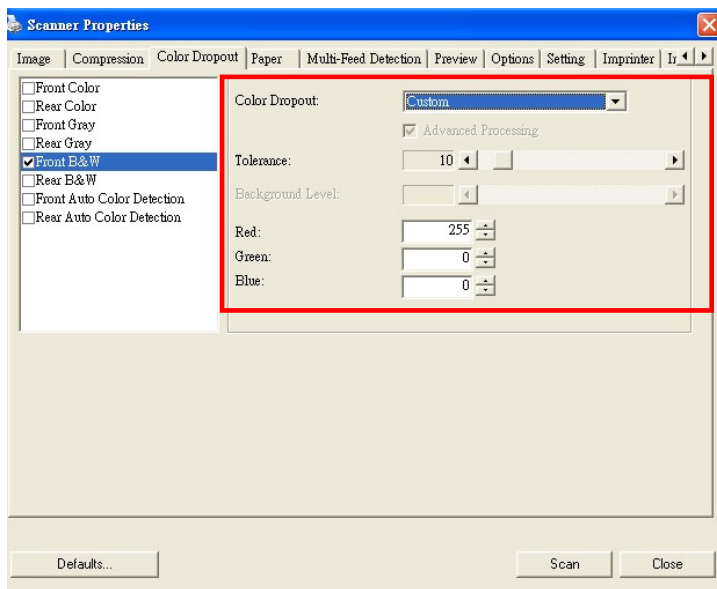 Scanner Properties
Image Compression Color Dropout Paper Multi-Feed Detection Preview Options Setting Imprinter
Front Color
Rear Color
Front Gray
Rear Gray
Front B&W
Rear B&W
Front Auto Color Detection
Rear Auto Color Detection
Color Dropout: Custom
Advanced Processing
Tolerance: 10
Background Level:
Red: 255
Green: 0
Blue: 0
Defaults... Scan Close